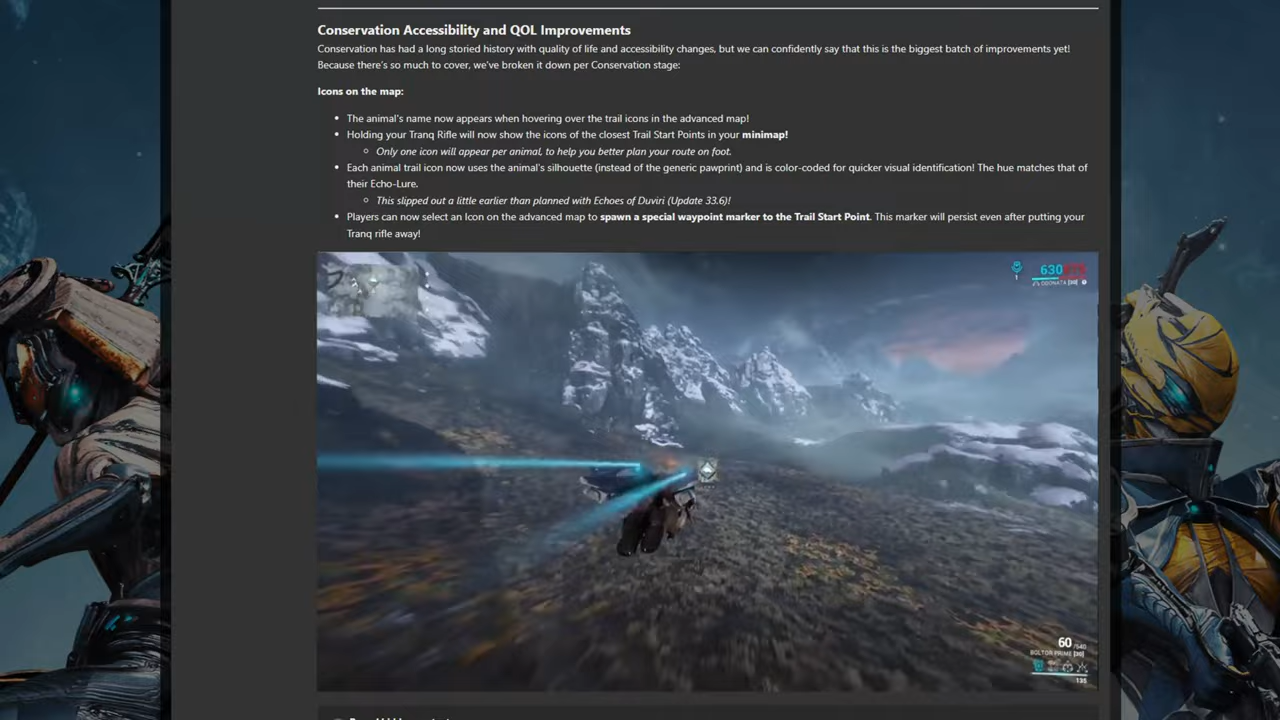 Conservation Accessibility and QOL Improvements
Conservation has had a long storied history with quality of life and accessibility changes, but we can confidently say that this is the biggest batch of improvements yet!
Because there's so much to cover, we've broken it down per Conservation stage:
Icons on the map:
The animal's name now appears when hovering over the trail icons in the advanced map!
Holding your Tranq Rifle will now show the icons of the closest Trail Start Points in your minimap!
Only one icon will appear per animal, to help you better plan your route on foot.
Each animal trail icon now uses the animal's silhouette (instead of the generic pawprint) and is color-coded for quicker visual identification! The hue matches that of
their Echo-Lure.
This slipped out a little earlier than planned with Echoes of Duviri (Update 33.6)!
Players can now select an Icon on the advanced map to spawn a special waypoint marker to the Trail Start Point. This marker will persist even after putting your
Tranq rifle away!
630
1
ODONATA [30]
60/540
BOLTOR PRIME [30]
135